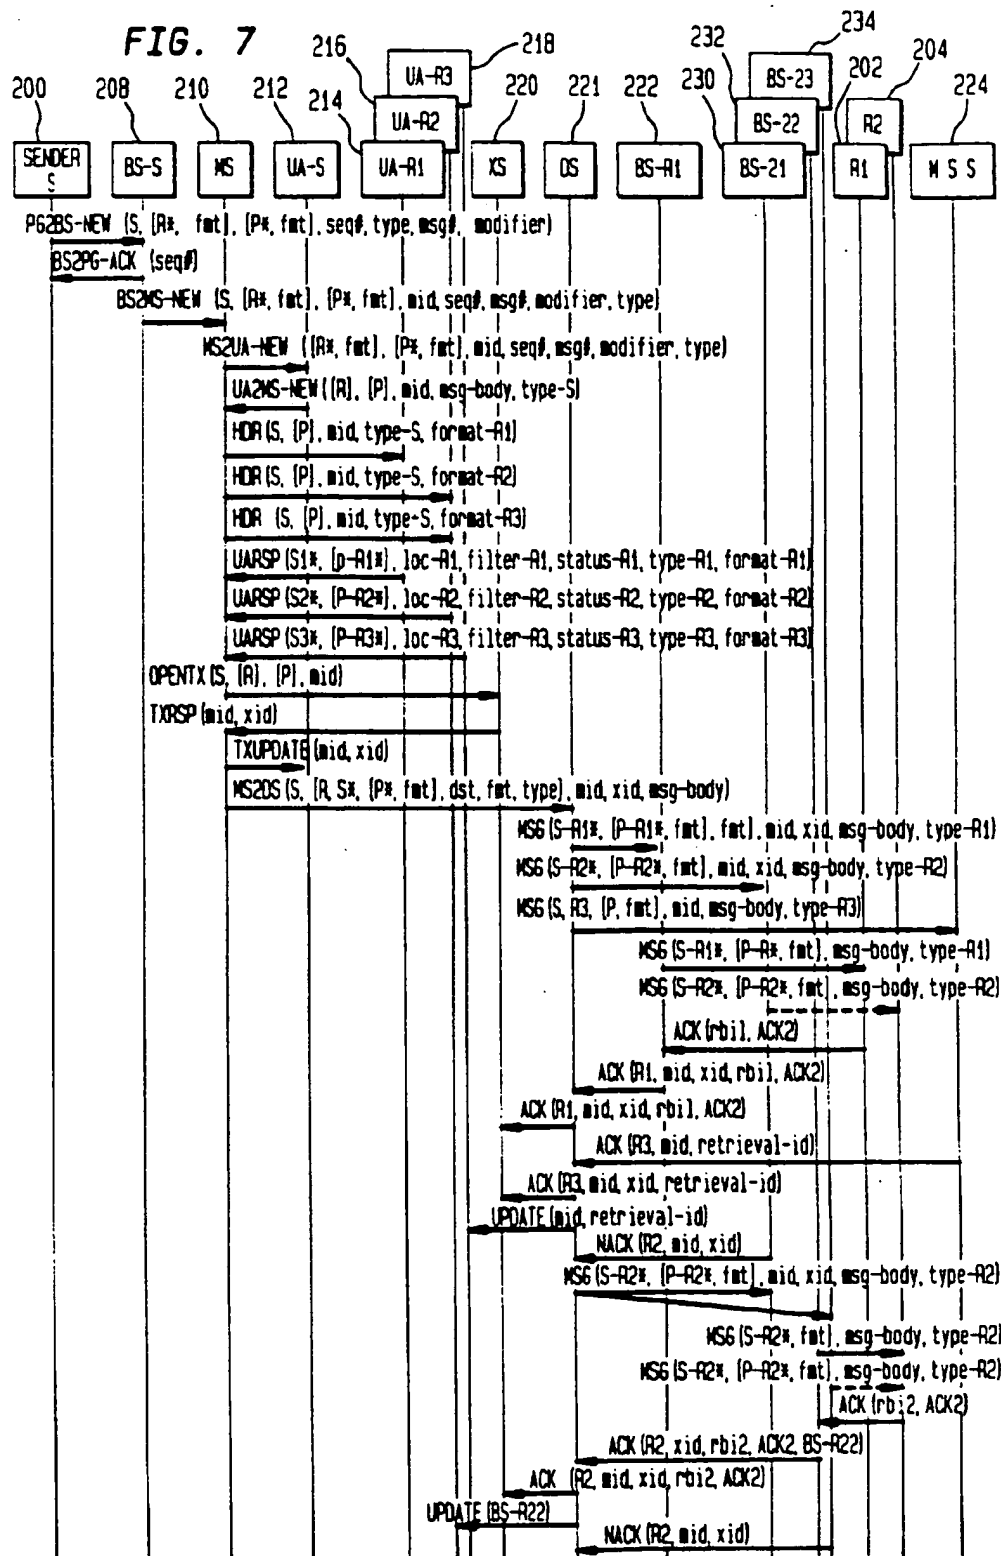 FIG. 7
216
218
232
234
204
200
208
210
212
214
220
221
222
230
202
224
UA-R3
BS-23
UA-R2
BS-22
R2
SENDER S
BS-S
MS
UA-S
UA-R1
XS
DS
BS-R1
BS-21
R1
M S S
PG2BS-NEW (S, [R*, fmt], [P*, fmt], seq#, type, msg#, modifier)
BS2PG-ACK (seq#)
BS2MS-NEW (S, [R*, fmt], [P*, fmt], mid, seq#, msg#, modifier, type)
MS2UA-NEW ([R*, fmt], [P*, fmt], mid, seq#, msg#, modifier, type)
UA2MS-NEW ([R], [P], mid, msg-body, type-S)
HDR (S, [P], mid, type-S, format-R1)
HDR (S, [P], mid, type-S, format-R2)
HDR (S, [P], mid, type-S, format-R3)
UARSP (S1*, [p-R1*], loc-R1, filter-R1, status-R1, type-R1, format-R1)
UARSP (S2*, [P-R2*], loc-R2, filter-R2, status-R2, type-R2, format-R2)
UARSP (S3*, [P-R3*], loc-R3, filter-R3, status-R3, type-R3, format-R3)
OPENTX (S, [R], [P], mid)
TXRSP (mid, xid)
TXUPDATE (mid, xid)
MS2DS (S, [R, S*, [P*, fmt], dst, fmt, type], mid, xid, msg-body)
MSG (S-R1*, [P-R1*, fmt], fmt], mid, xid, msg-body, type-R1)
MSG (S-R2*, [P-R2*, fmt], mid, xid, msg-body, type-R2)
MSG (S, R3, [P, fmt], mid, msg-body, type-R3)
MSG (S-R1*, [P-R*, fmt], msg-body, type-R1)
MSG (S-R2*, [P-R2*, fmt], msg-body, type-R2)
ACK (rbi1, ACK2)
ACK (R1, mid, xid, rbi1, ACK2)
ACK (R1, mid, xid, rbi1, ACK2)
ACK (R3, mid, retrieval-id)
ACK (R3, mid, xid, retrieval-id)
UPDATE (mid, retrieval-id)
NACK (R2, mid, xid)
MSG (S-R2*, [P-R2*, fmt], mid, xid, msg-body, type-R2)
MSG (S-R2*, fmt], msg-body, type-R2)
MSG (S-R2*, [P-R2*, fmt], msg-body, type-R2)
ACK (rbi2, ACK2)
ACK (R2, xid, rbi2, ACK2, BS-R22)
ACK (R2, mid, xid, rbi2, ACK2)
UPDATE (BS-R22)
NACK (R2, mid, xid)